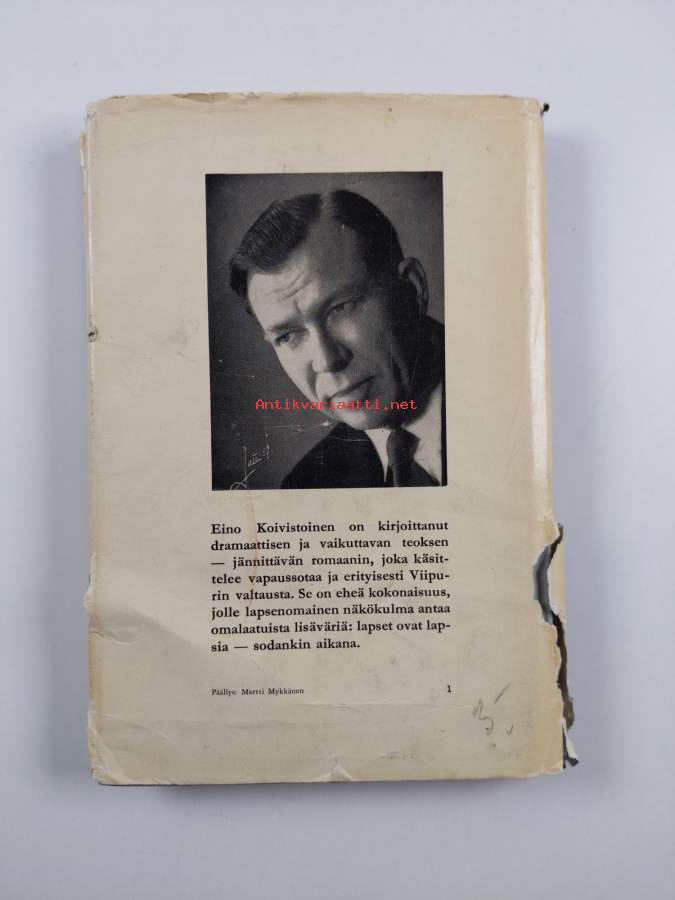 Antikvariaatti.net
Eino Koivistoinen on kirjoittanut
dramaattisen ja vaikuttavan teoksen
— jännittävän romaanin, joka käsit-
telee vapaussotaa ja erityisesti Viipu-
rin valtausta. Se on eheä kokonaisuus,
jolle lapsenomainen näkökulma antaa
omalaatuista lisäväriä: lapset ovat lap-
sia — sodankin aikana.
Päällys: Martti Mykkänen 1